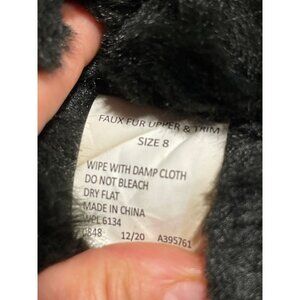 FAUX FUR UPPER & TRIM
SIZE 8
WIPE WITH DAMP CLOTH
DO NOT BLEACH
DRY FLAT
MADE IN CHINA
WPL 6134
12/20 A395761